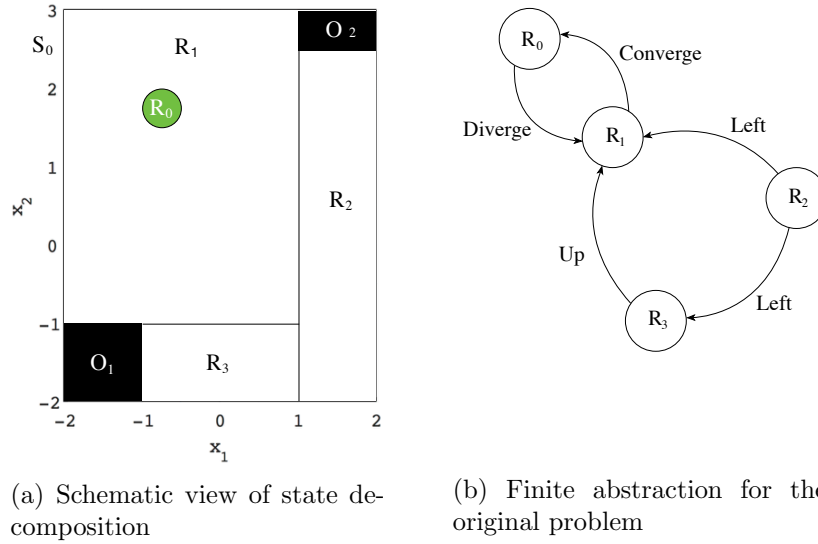 3
2
1
0
-1
-2
x2
S0
R1
O 2
R0
R2
O1
R3
-2 -1 0 1 2
x1
(a) Schematic view of state de-
composition
R0
Converge
Diverge
R1
Left
R2
Up
Left
R3
(b) Finite abstraction for the
original problem